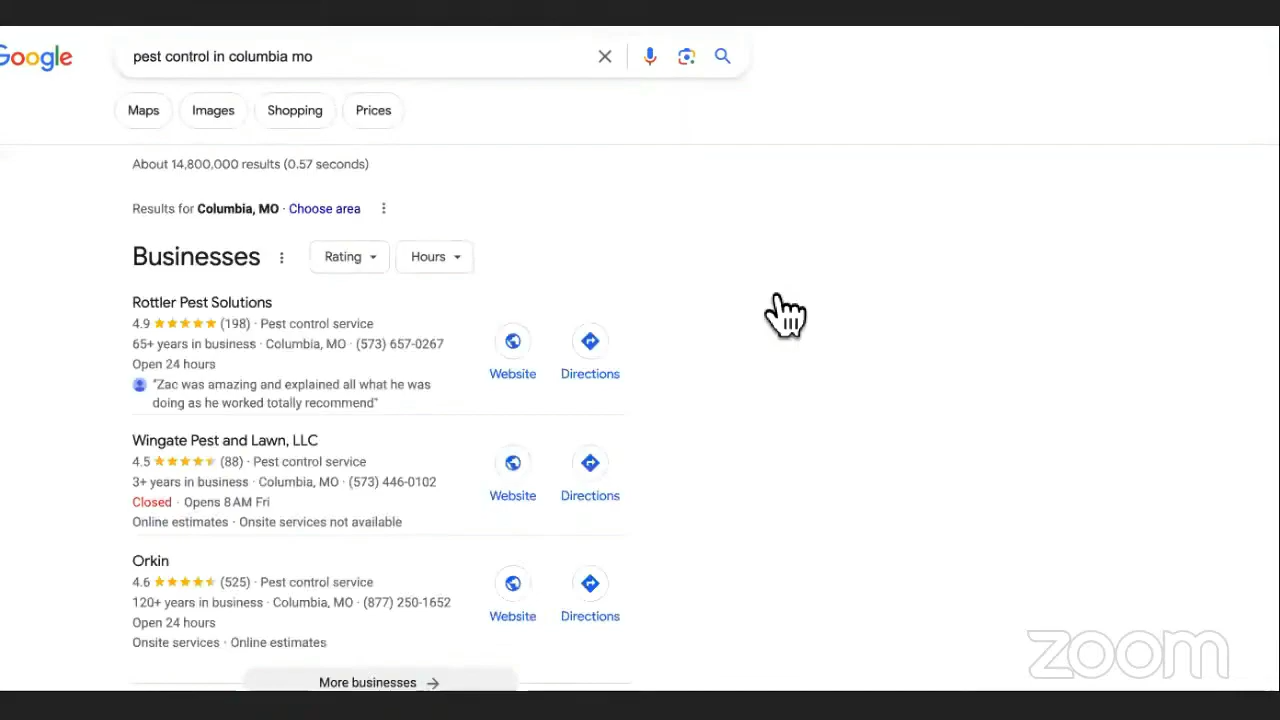 Google
pest control in columbia mo
Maps Images Shopping Prices
About 14,800,000 results (0.57 seconds)
Results for Columbia, MO · Choose area
Businesses Rating Hours
Rottler Pest Solutions
4.9 (198) · Pest control service
65+ years in business · Columbia, MO · (573) 657-0267
Open 24 hours
"Zac was amazing and explained all what he was
doing as he worked totally recommend"
Website Directions
Wingate Pest and Lawn, LLC
4.5 (88) · Pest control service
3+ years in business · Columbia, MO · (573) 446-0102
Closed · Opens 8 AM Fri
Online estimates · Onsite services not available
Website Directions
Orkin
4.6 (525) · Pest control service
120+ years in business · Columbia, MO · (877) 250-1652
Open 24 hours
Onsite services · Online estimates
Website Directions
More businesses
zoom